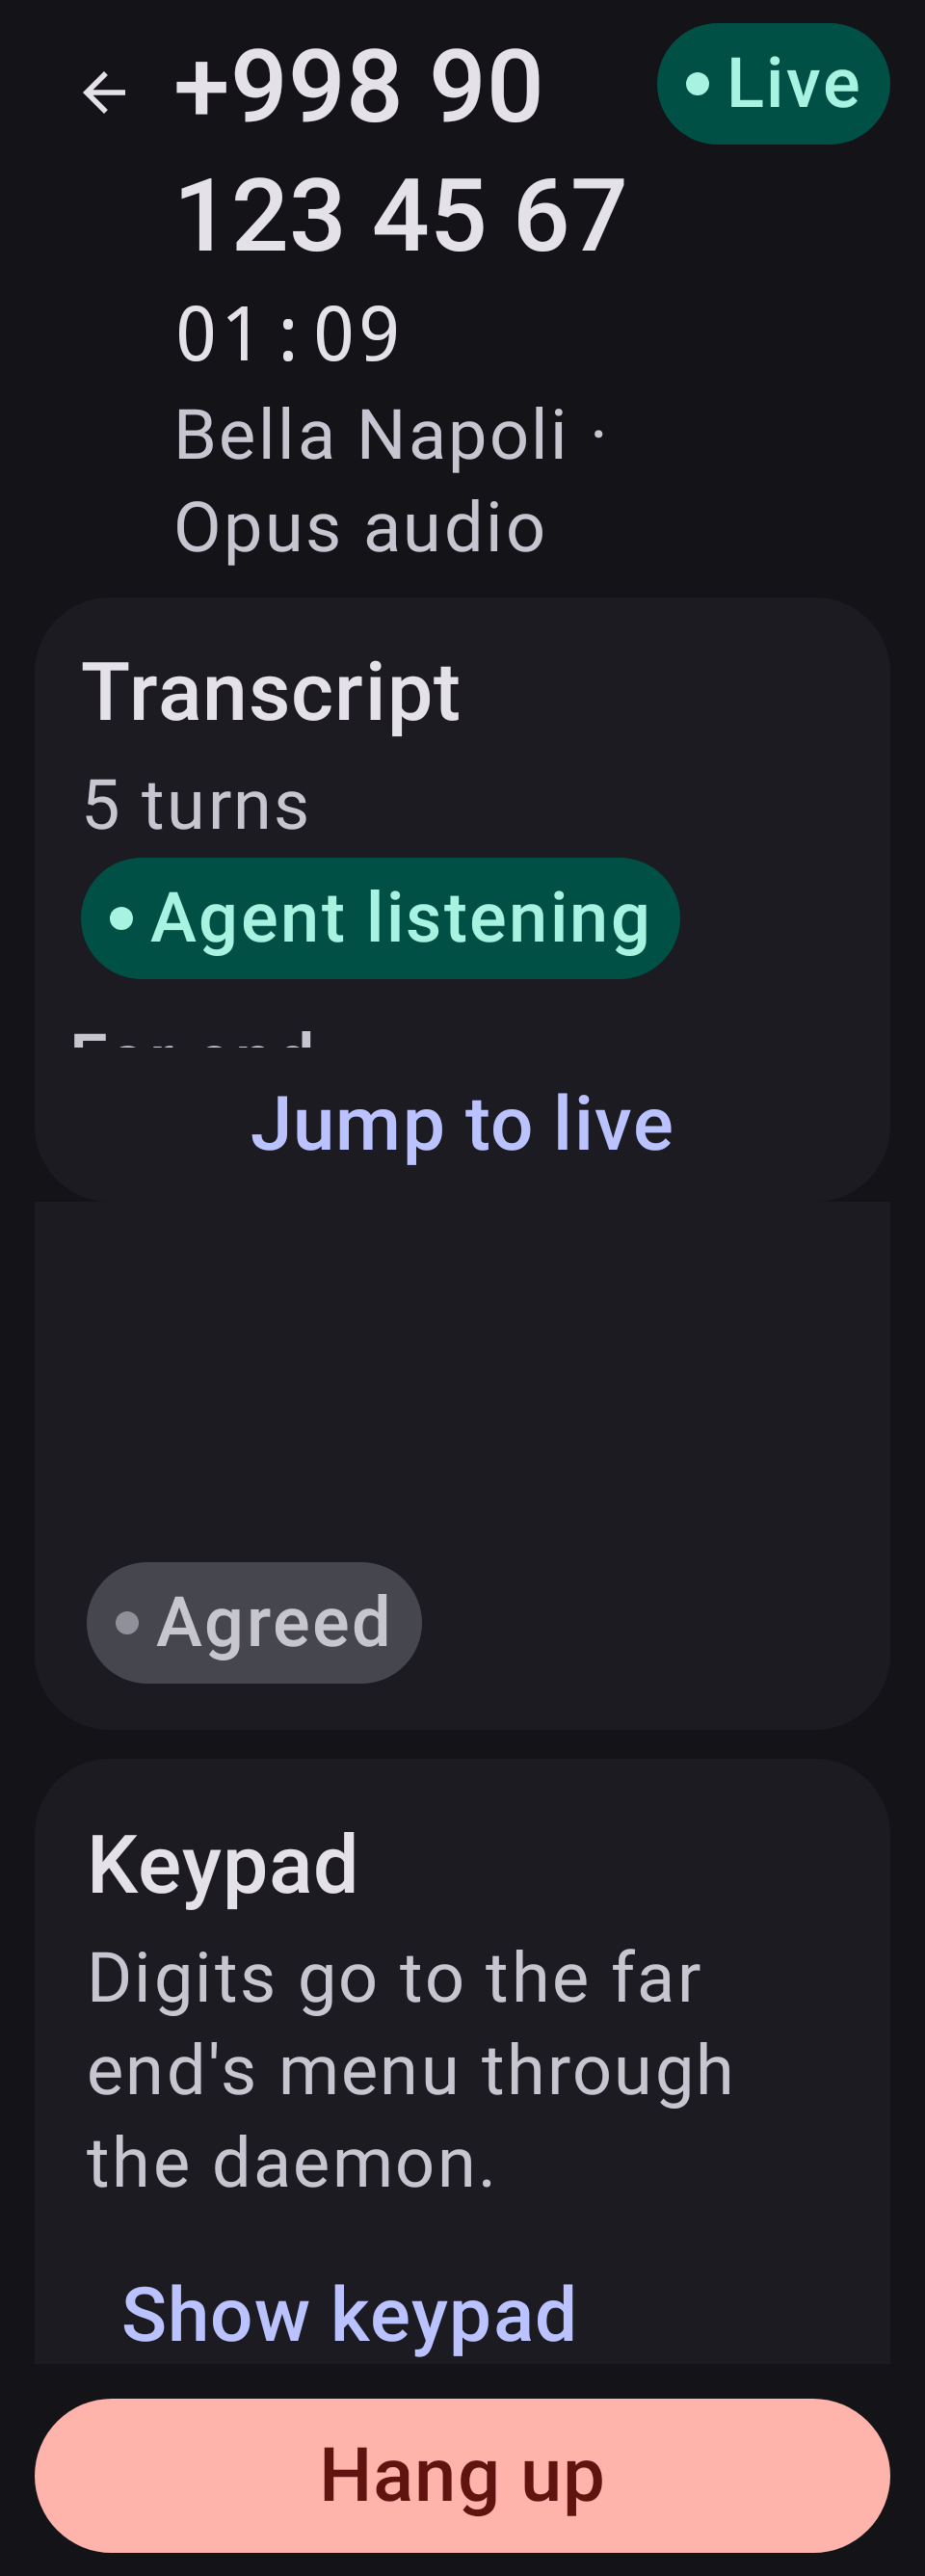 +998 90
Live
123 45 67
01:09
Bella Napoli ·
Opus audio
Transcript
5 turns
Agent listening
Jump to live
Agreed
Keypad
Digits go to the far
end's menu through
the daemon.
Show keypad
Hang up